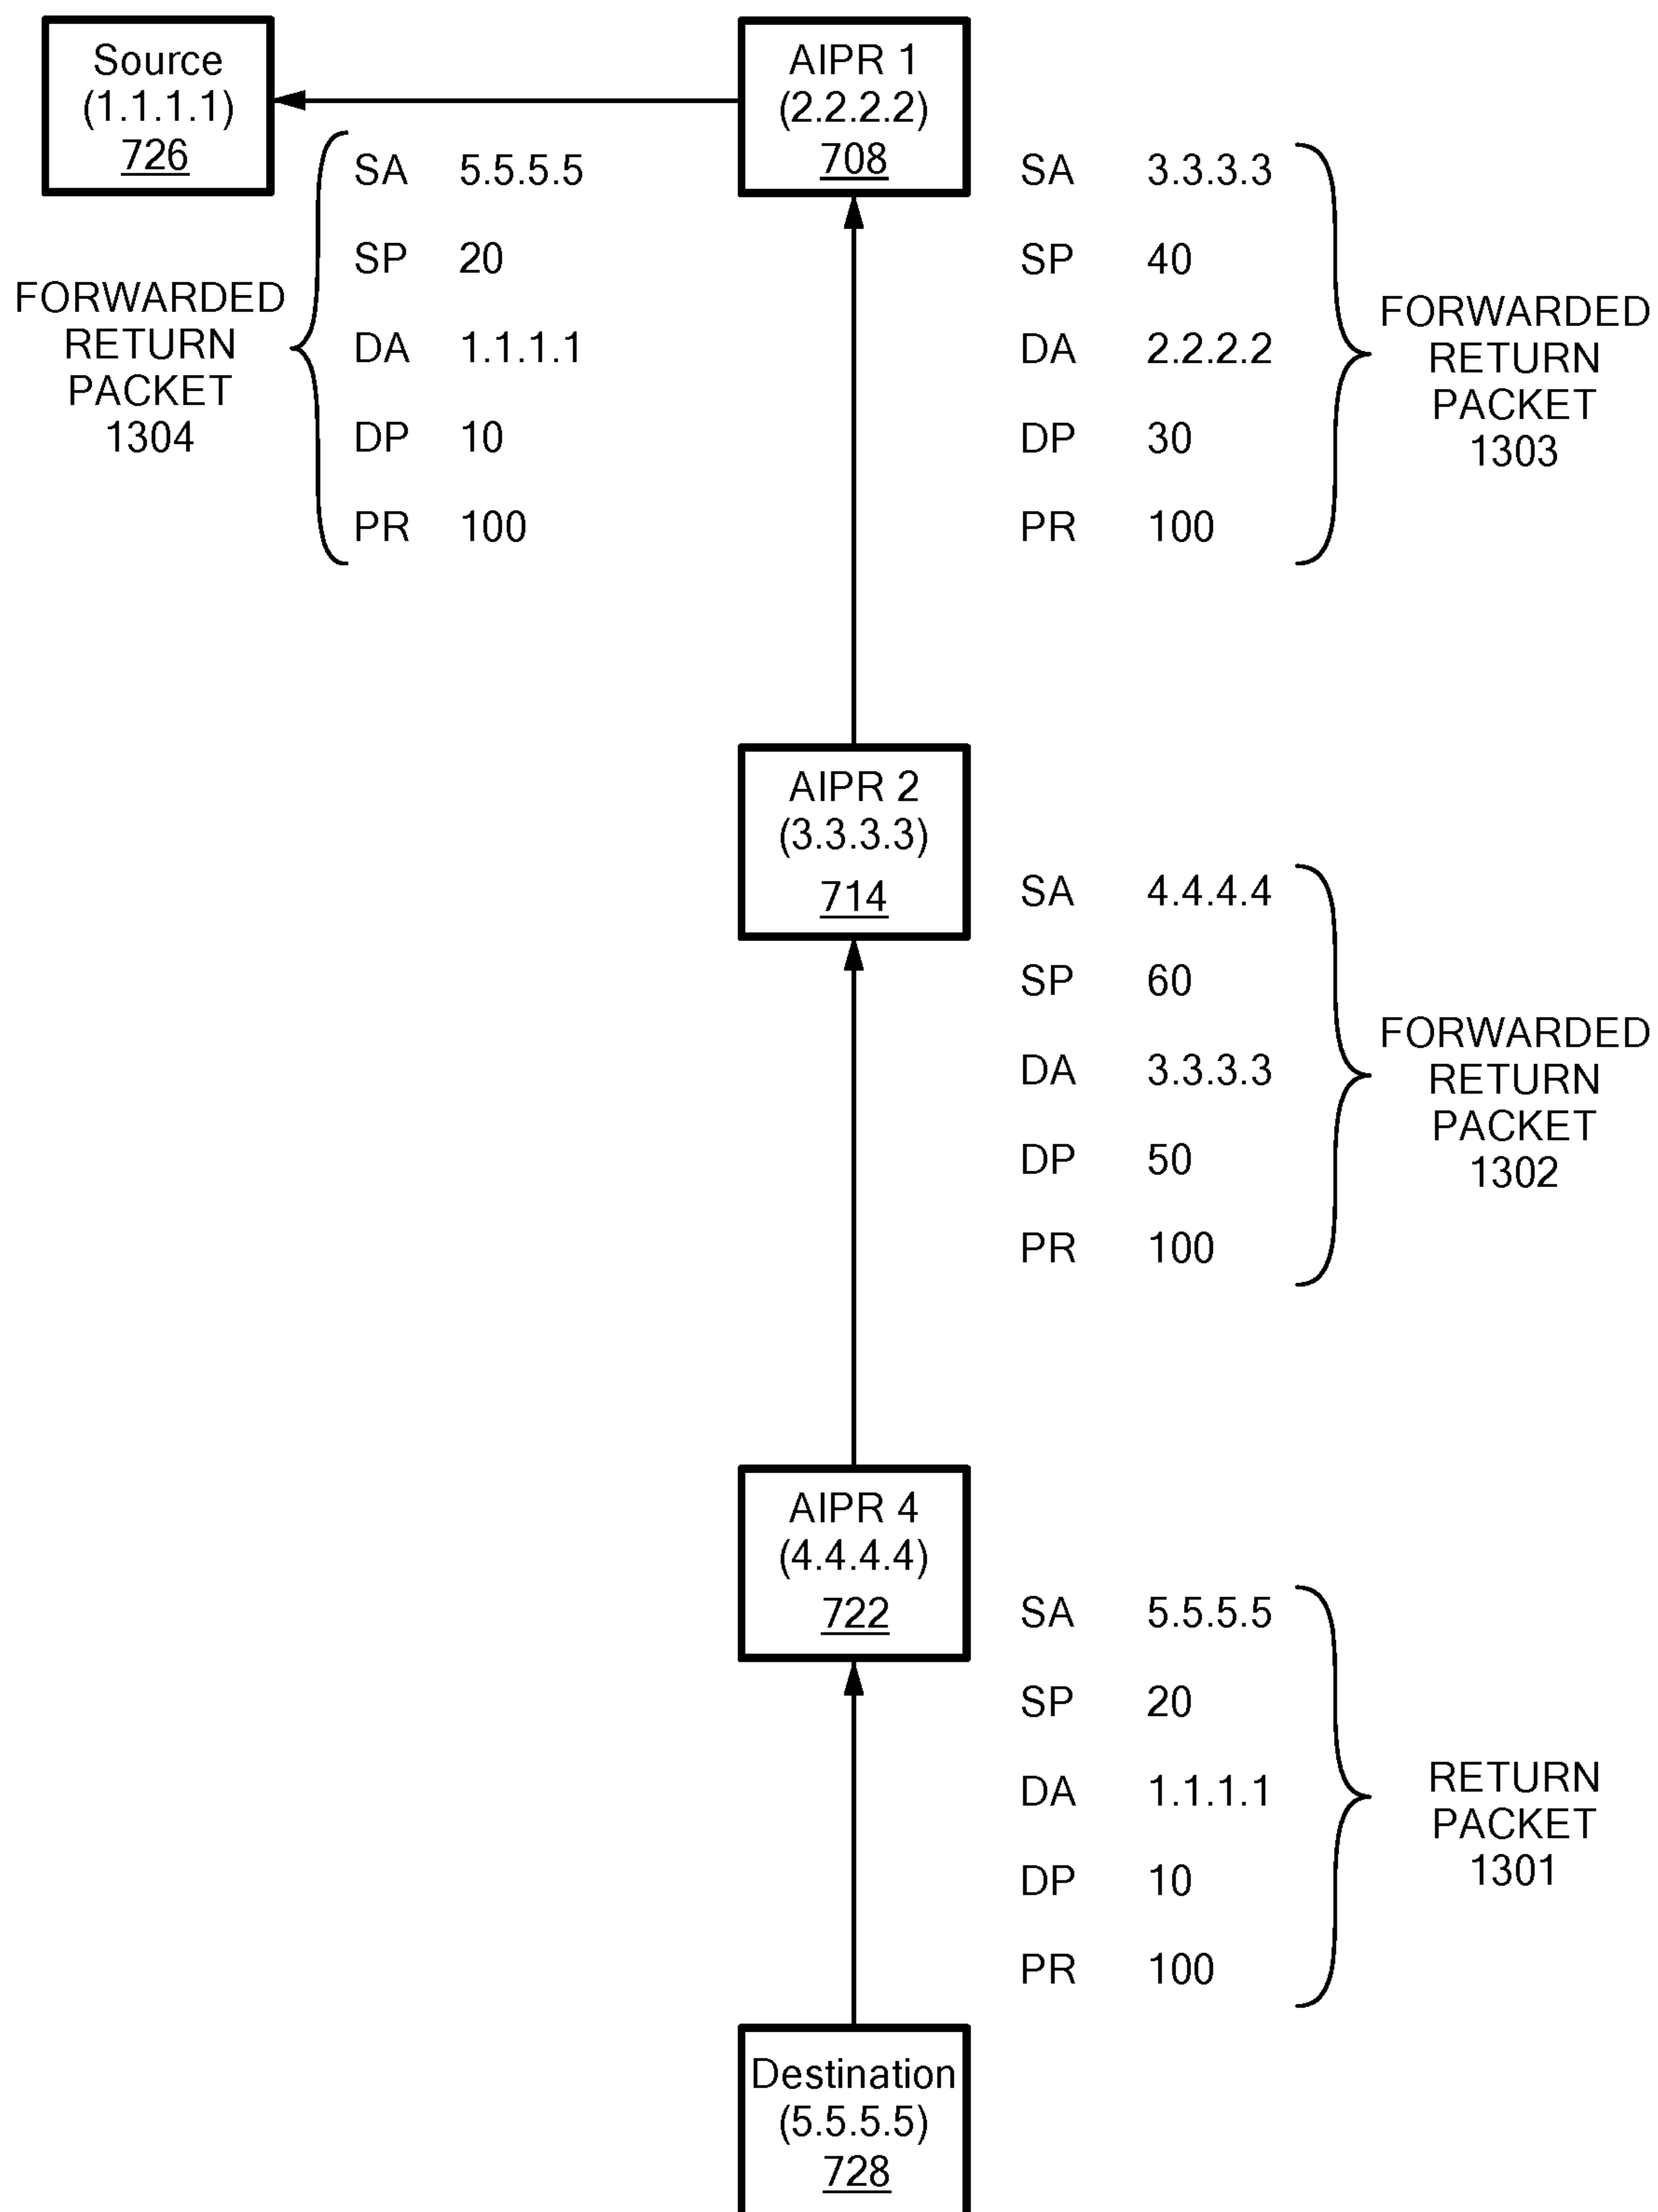 Source
(1.1.1.1)
726
AIPR 1
(2.2.2.2)
708
SA 5.5.5.5
SP 20
DA 1.1.1.1
DP 10
PR 100
FORWARDED
RETURN
PACKET
1304
SA 3.3.3.3
SP 40
DA 2.2.2.2
DP 30
PR 100
FORWARDED
RETURN
PACKET
1303
AIPR 2
(3.3.3.3)
714
SA 4.4.4.4
SP 60
DA 3.3.3.3
DP 50
PR 100
FORWARDED
RETURN
PACKET
1302
AIPR 4
(4.4.4.4)
722
SA 5.5.5.5
SP 20
DA 1.1.1.1
DP 10
PR 100
RETURN
PACKET
1301
Destination
(5.5.5.5)
728